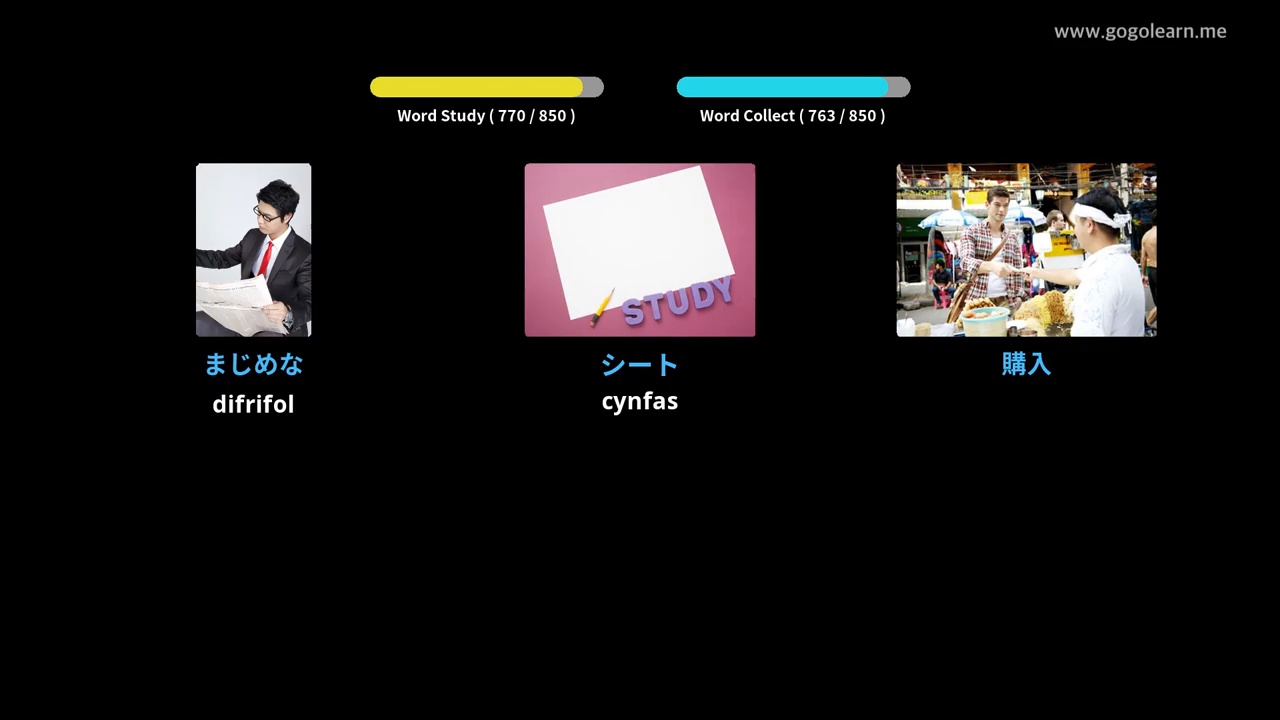 www.gogolearn.me
Word Study ( 770 / 850 )
Word Collect ( 763 / 850 )
STUDY
まじめな
シート
購入
difrifol
cynfas